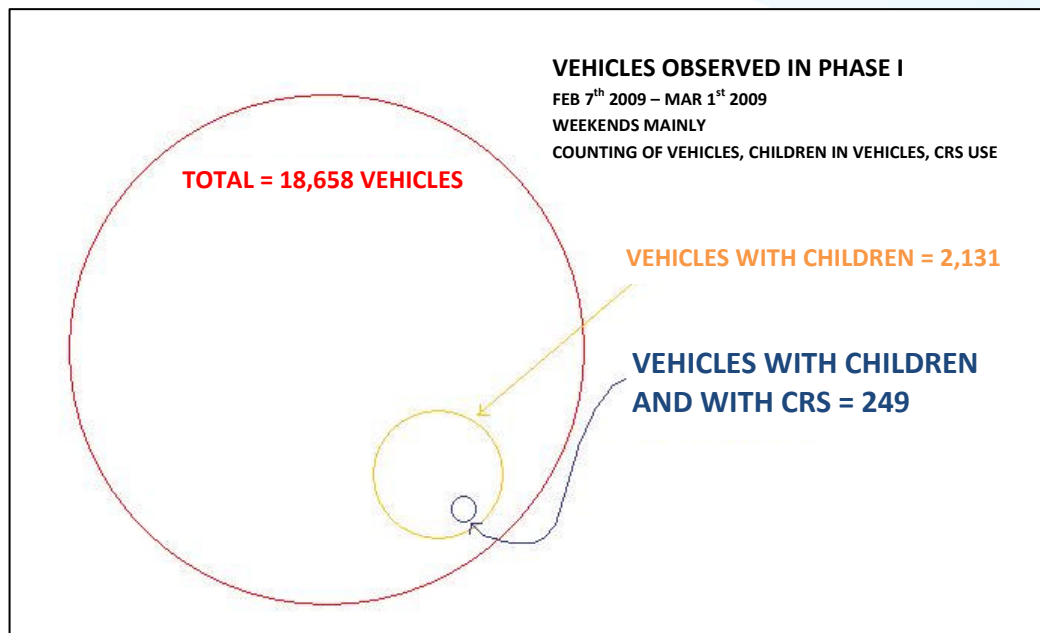 VEHICLES OBSERVED IN PHASE I
FEB 7th 2009 – MAR 1st 2009
WEEKENDS MAINLY
COUNTING OF VEHICLES, CHILDREN IN VEHICLES, CRS USE
TOTAL = 18,658 VEHICLES
VEHICLES WITH CHILDREN = 2,131
VEHICLES WITH CHILDREN
AND WITH CRS = 249